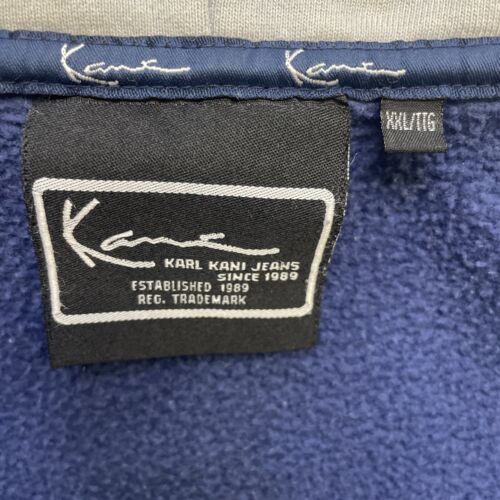 Kani Kani
XXL/TTG
Kani
KARL KANI JEANS
SINCE 1989
ESTABLISHED 1989
REG. TRADEMARK